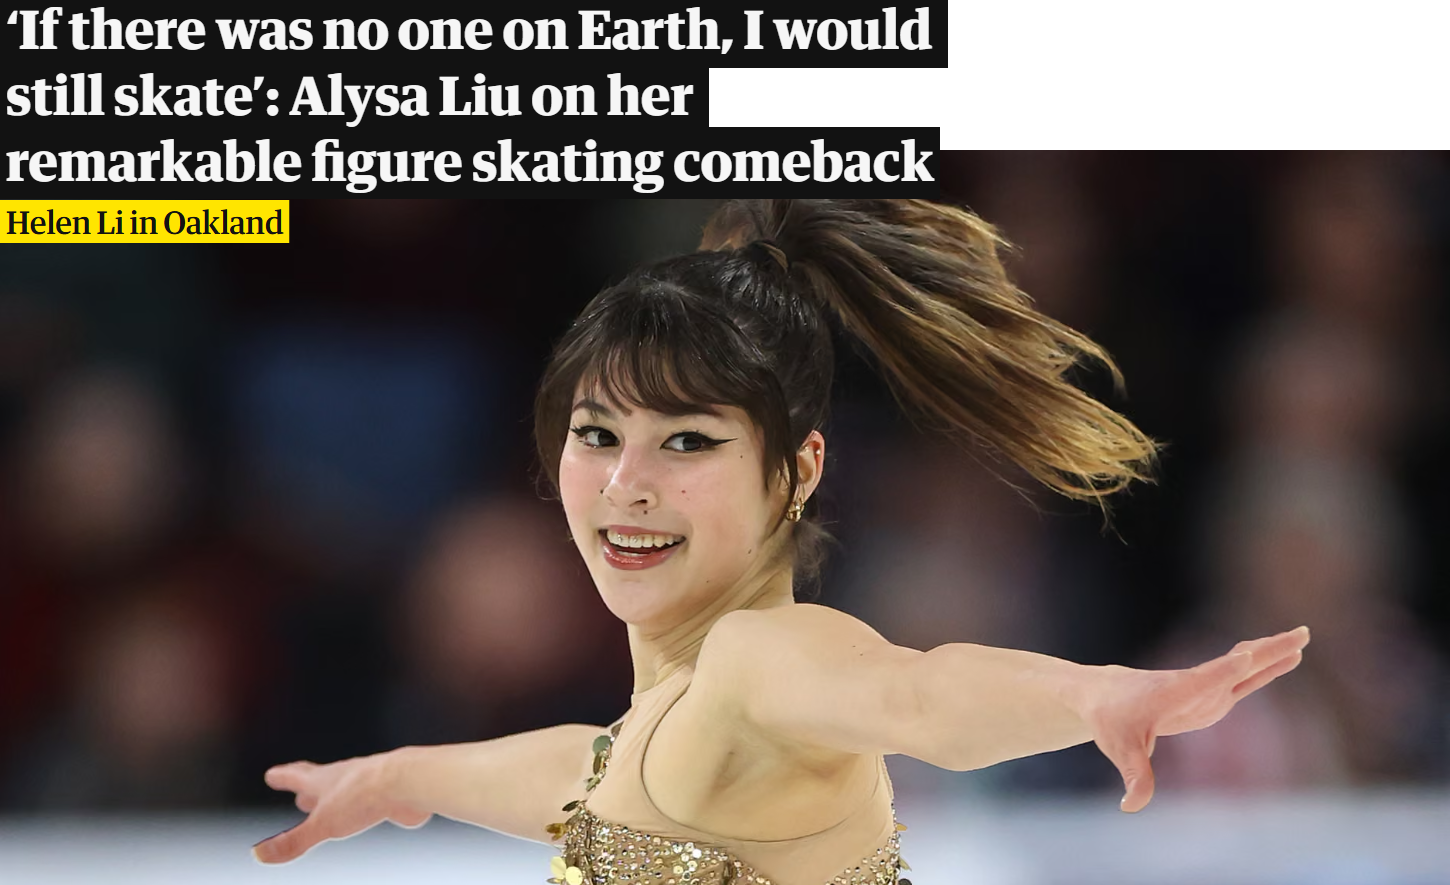 ‘If there was no one on Earth, I would
still skate’: Alysa Liu on her
remarkable figure skating comeback
Helen Li in Oakland